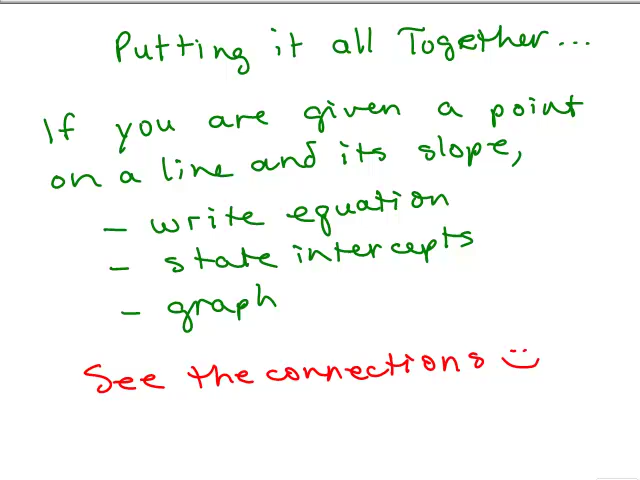 Putting it all Together...
If you are given a point
on a line and its slope,
- write equation
- state intercepts
- graph
See the connections :)